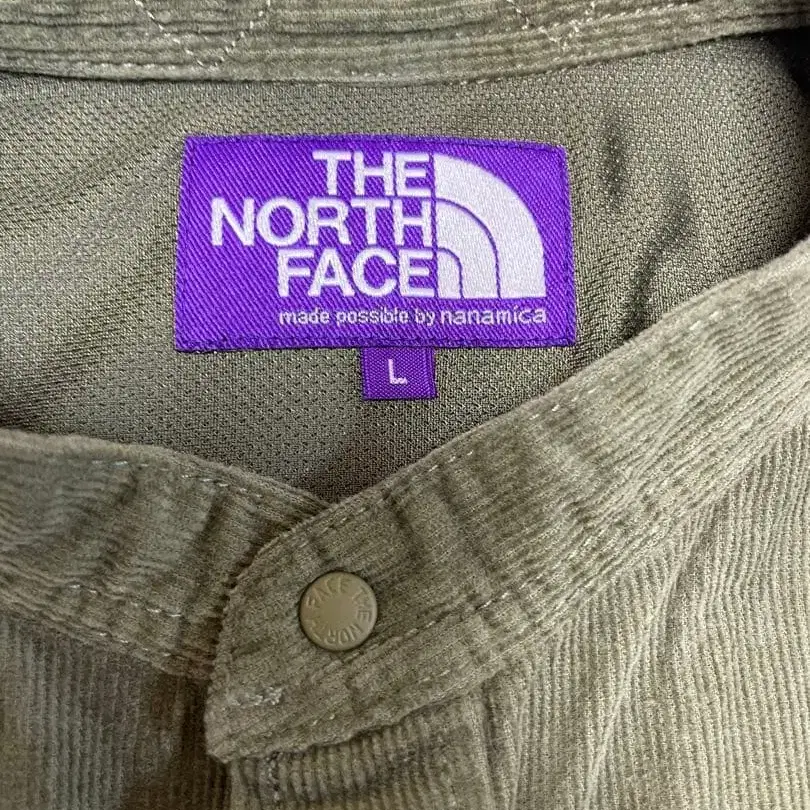 THE
NORTH
FACE
made possible by nanamica
L
THE NORTH FACE